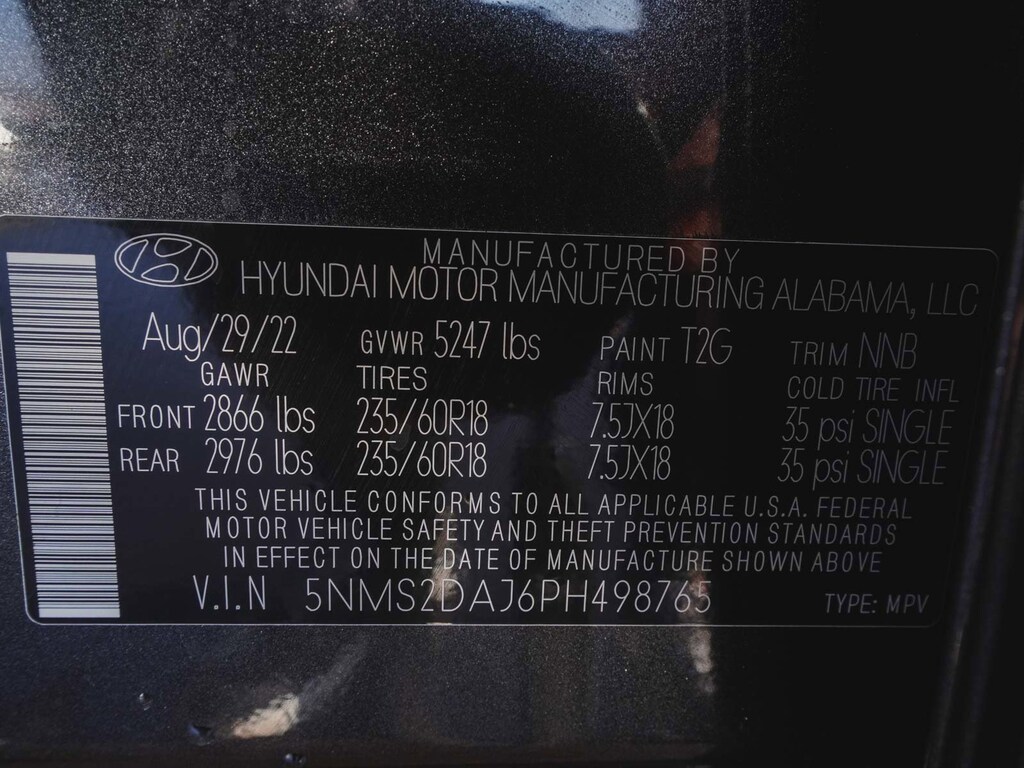 MANUFACTURED BY
HYUNDAI MOTOR MANUFACTURING ALABAMA, LLC
Aug/29/22 GVWR 5247 lbs PAINT T2G TRIM NNB
GAWR TIRES RIMS COLD TIRE INFL
FRONT 2866 lbs 235/60R18 7.5JX18 35 psi SINGLE
REAR 2976 lbs 235/60R18 7.5JX18 35 psi SINGLE
THIS VEHICLE CONFORMS TO ALL APPLICABLE U.S.A. FEDERAL
MOTOR VEHICLE SAFETY AND THEFT PREVENTION STANDARDS
IN EFFECT ON THE DATE OF MANUFACTURE SHOWN ABOVE
V.I.N 5NMS2DAJ6PH498765 TYPE: MPV